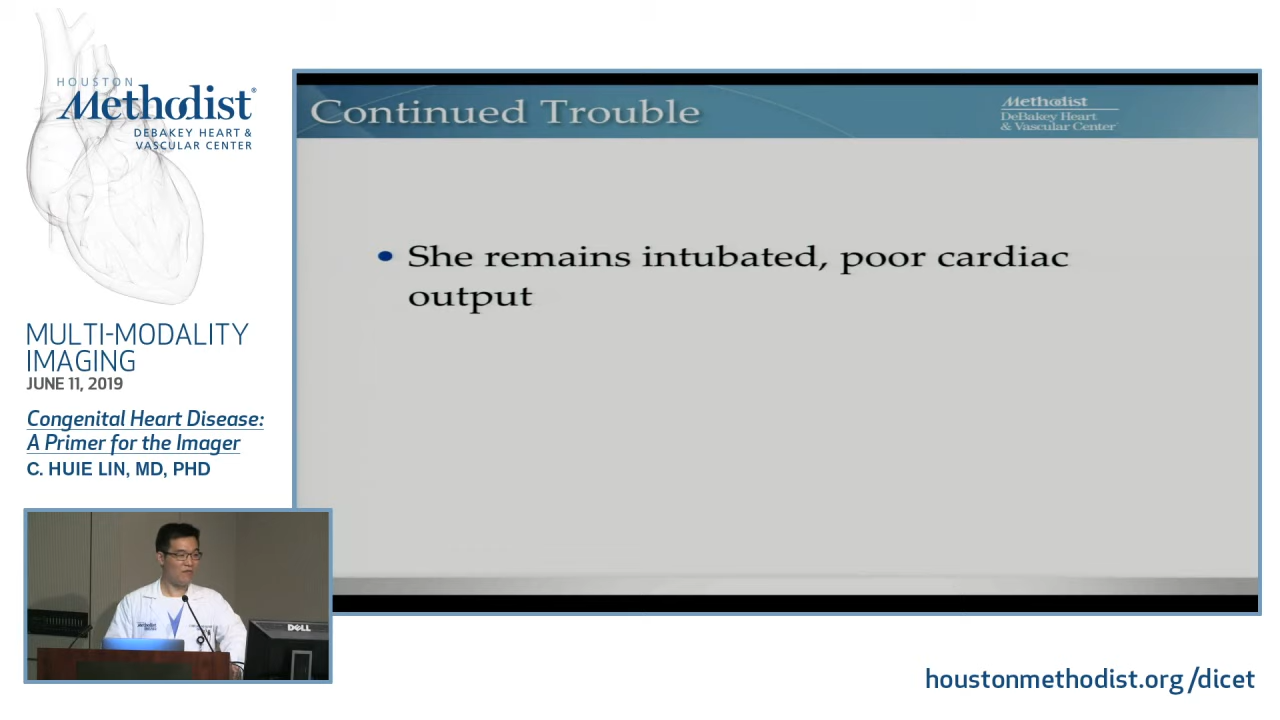 HOUSTON
Methodist®
DEBAKEY HEART &
VASCULAR CENTER
MULTI-MODALITY
IMAGING
JUNE 11, 2019
Congenital Heart Disease:
A Primer for the Imager
C. HUIE LIN, MD, PHD
Continued Trouble
Methodist
DeBakey Heart
& Vascular Center
• She remains intubated, poor cardiac
output
DELL
houstonmethodist.org/dicet